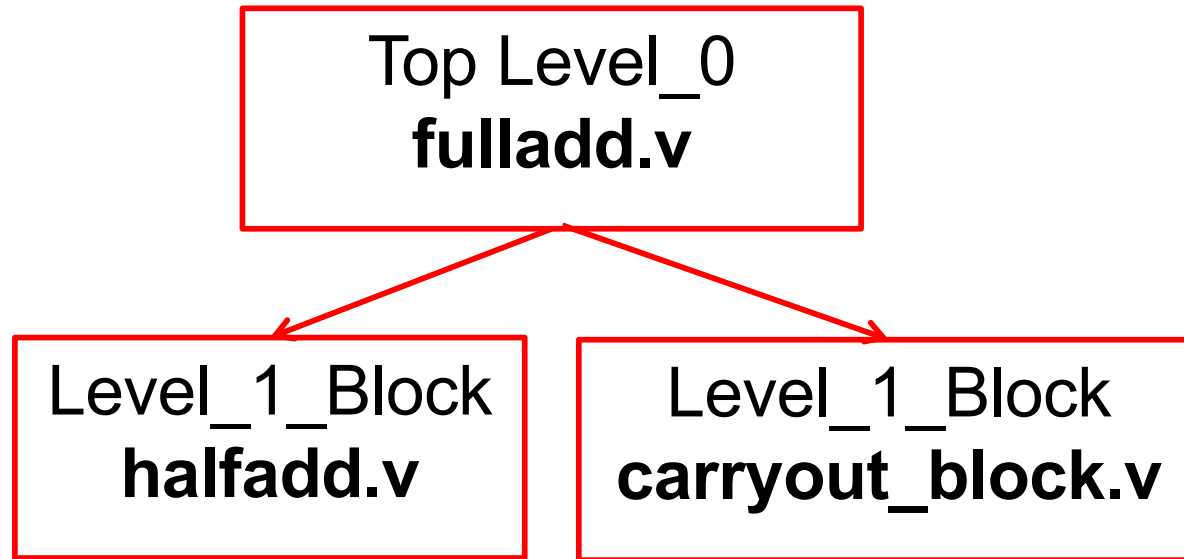 Top Level_0
fulladd.v
Level_1_Block
halfadd.v
Level_1_Block
carryout_block.v